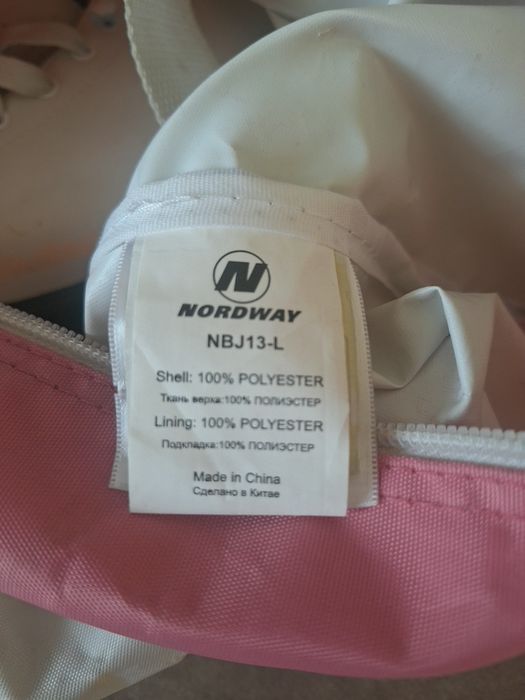 N
NORDWAY
NBJ13-L
Shell: 100% POLYESTER
Ткань верха:100% ПОЛИЭСТЕР
Lining: 100% POLYESTER
Подкладка:100% ПОЛИЭСТЕР
Made in China
Сделано в Китае